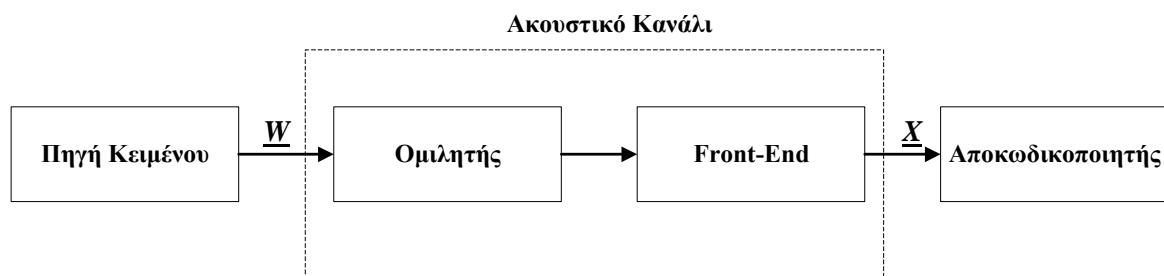 Ακουστικό Κανάλι
Πηγή Κειμένου
W
Ομιλητής
Front-End
X
Αποκωδικοποιητής